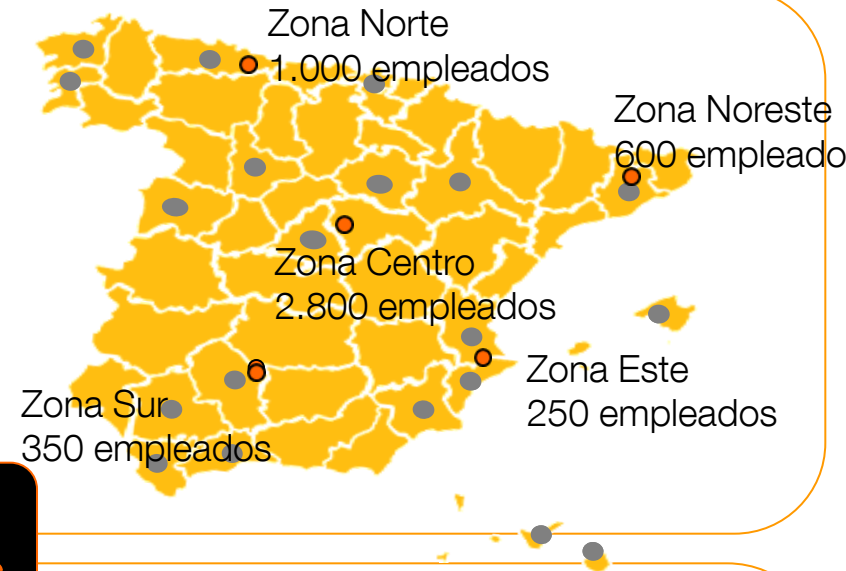 Zona Norte
1.000 empleados
Zona Noreste
600 empleado
Zona Centro
2.800 empleados
Zona Este
250 empleados
Zona Sur
350 empleados